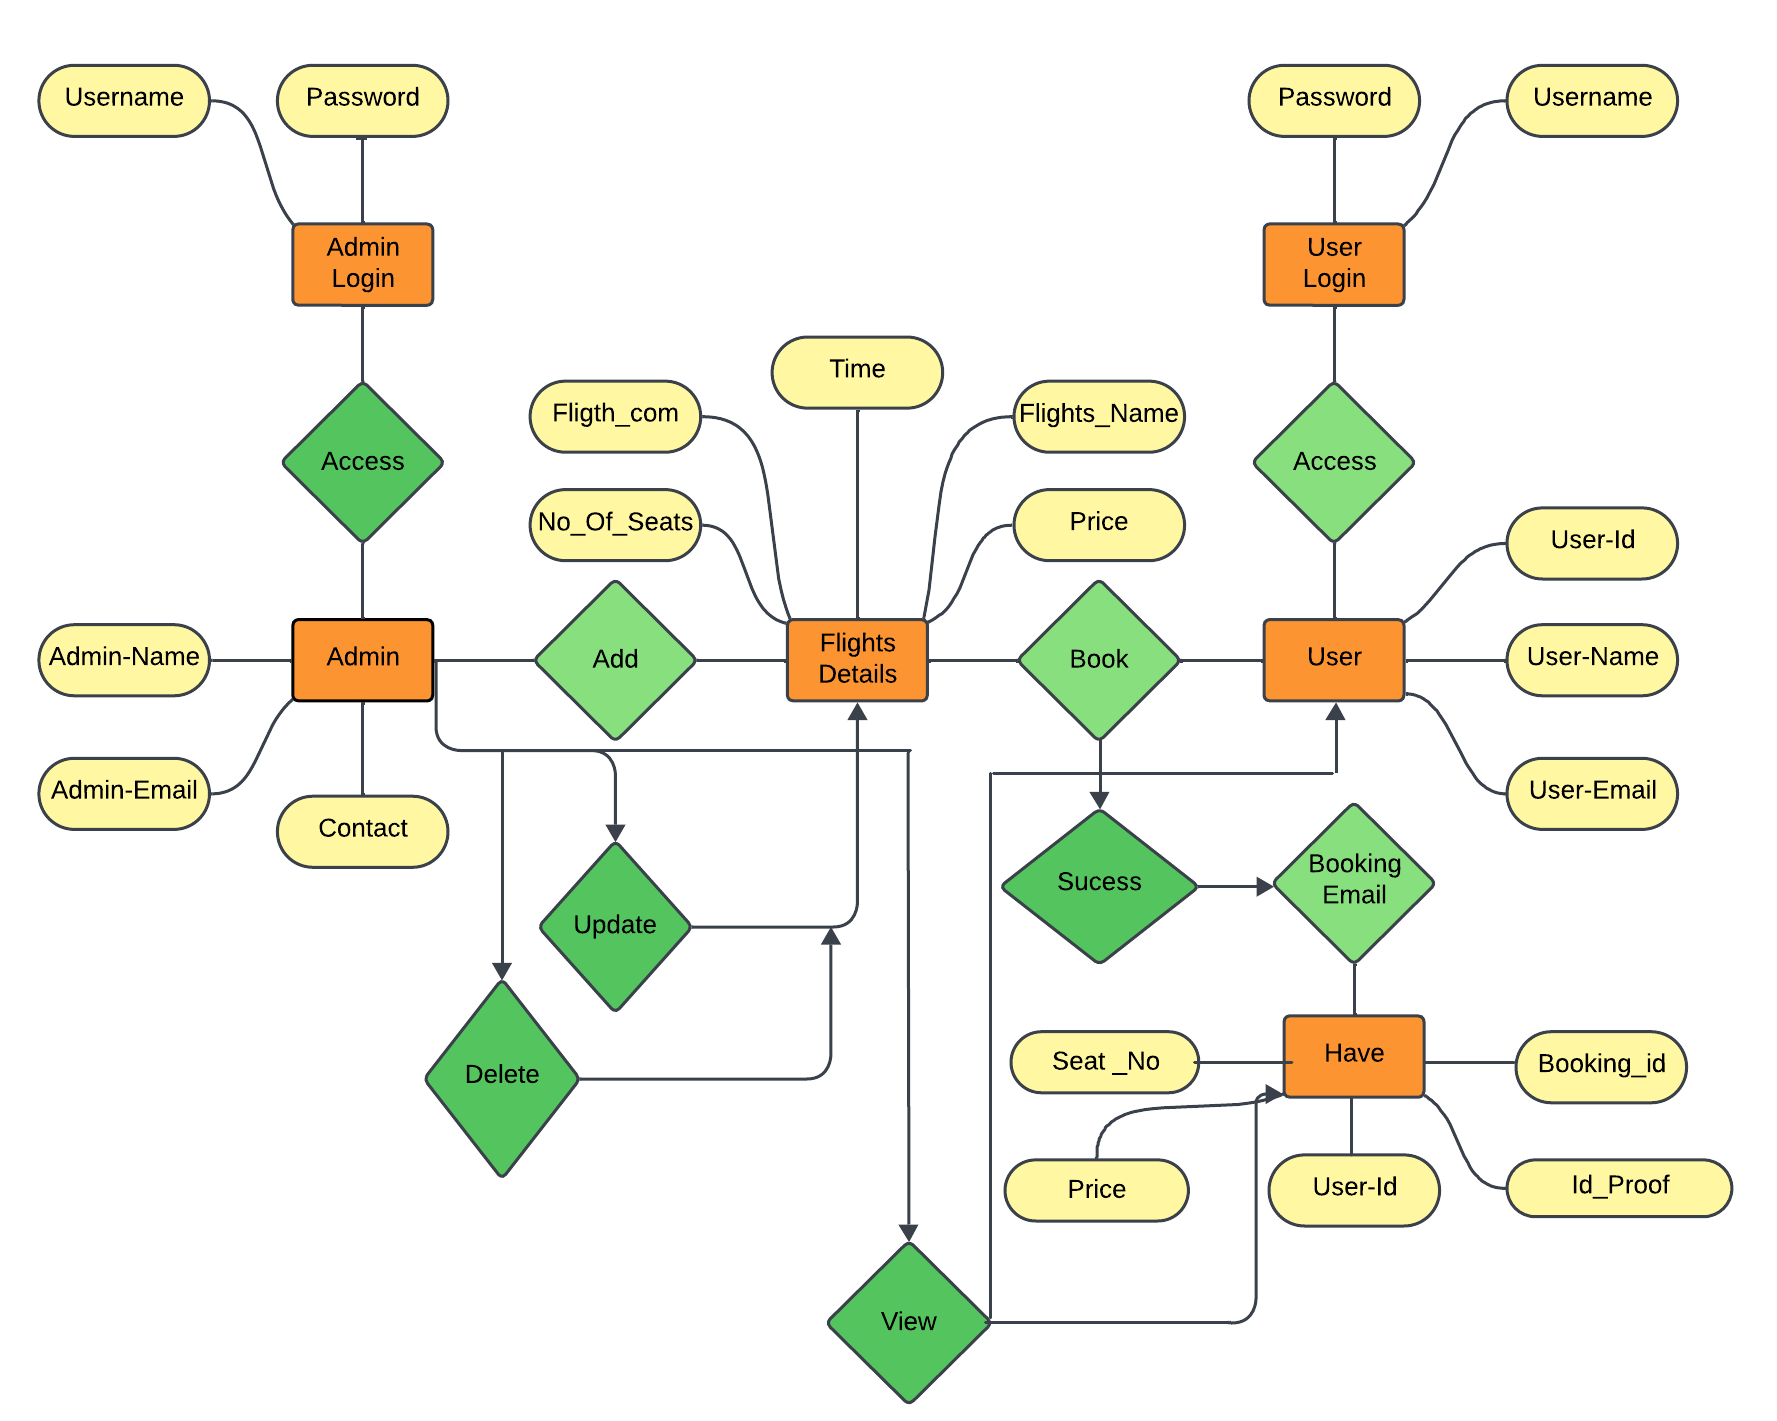 Username
Password
Password
Username
Admin
Login
User
Login
Time
Fligth_com
Flights_Name
Access
Access
No_Of_Seats
Price
User-Id
Admin-Name
Admin
Add
Flights
Details
Book
User
User-Name
Admin-Email
Contact
User-Email
Update
Sucess
Booking
Email
Delete
Seat _No
Have
Booking_id
Price
User-Id
Id_Proof
View